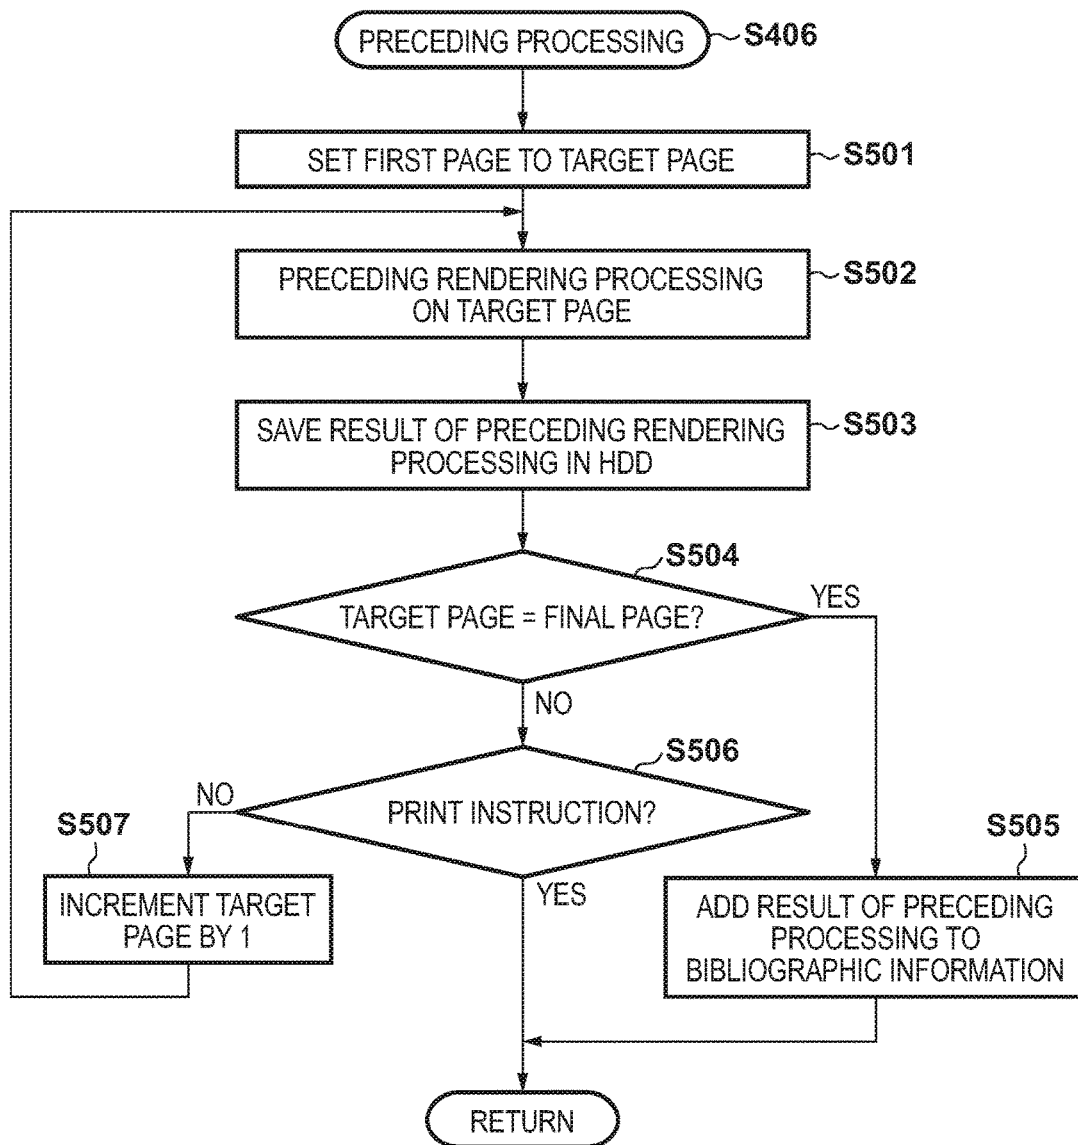 PRECEDING PROCESSING
S406
SET FIRST PAGE TO TARGET PAGE
S501
PRECEDING RENDERING PROCESSING
ON TARGET PAGE
S502
SAVE RESULT OF PRECEDING RENDERING
PROCESSING IN HDD
S503
S504
TARGET PAGE = FINAL PAGE?
YES
NO
S506
PRINT INSTRUCTION?
NO
YES
S507
INCREMENT TARGET
PAGE BY 1
S505
ADD RESULT OF PRECEDING
PROCESSING TO
BIBLIOGRAPHIC INFORMATION
RETURN